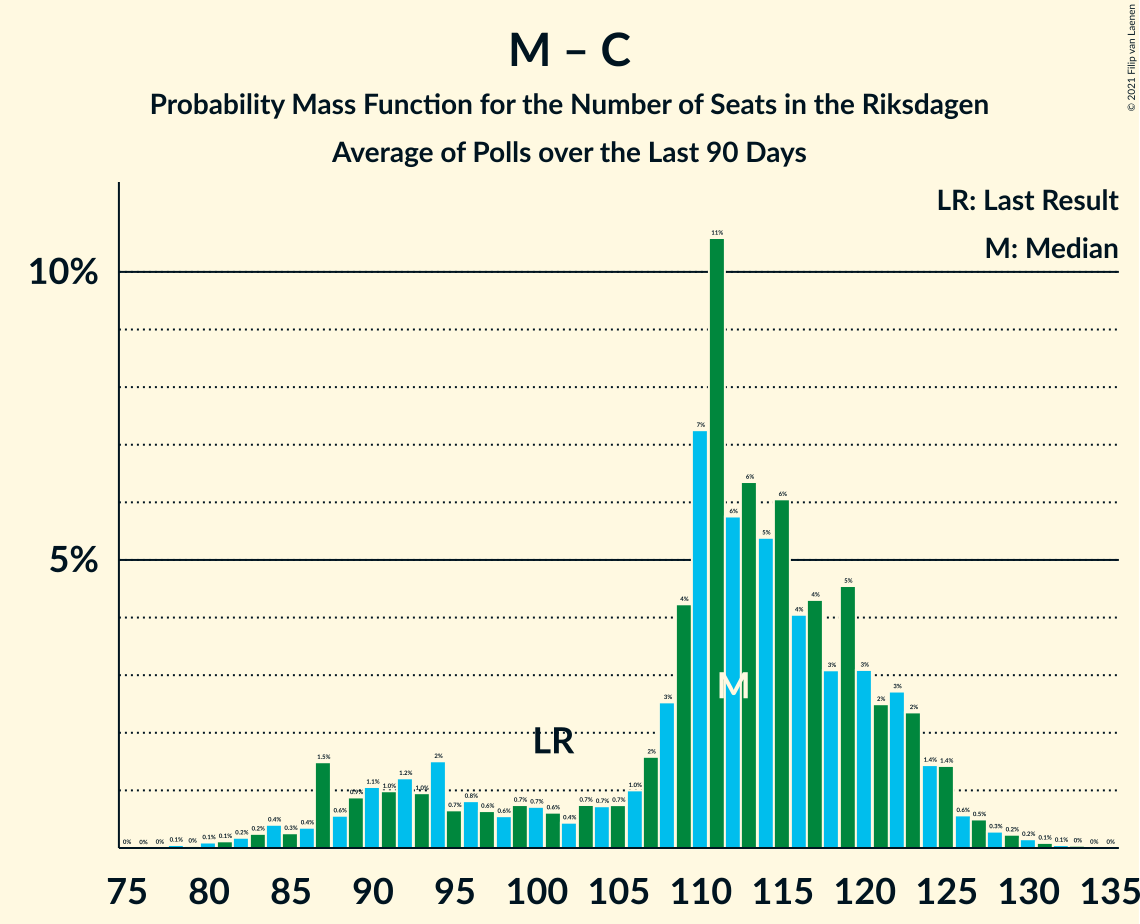 M – C
Probability Mass Function for the Number of Seats in the Riksdagen
Average of Polls over the Last 90 Days
© 2021 Filip van Laenen
LR: Last Result
M: Median
10%
5%
0% 0% 0% 0.1% 0% 0.1% 0.1% 0.2% 0.2% 0.4% 0.3% 0.4% 1.5% 0.6% 0.9% 1.1% 1.0% 1.2% 1.0% 2% 0.7% 0.8% 0.6% 0.6% 0.7% 0.7% 0.6% 0.4% 0.7% 0.7% 0.7% 1.0% 2% 3% 4% 7% 11% 6% 6% 5% 6% 4% 4% 3% 5% 3% 2% 3% 2% 1.4% 1.4% 0.6% 0.5% 0.3% 0.2% 0.2% 0.1% 0.1% 0% 0% 0%
LR
M
75 80 85 90 95 100 105 110 115 120 125 130 135